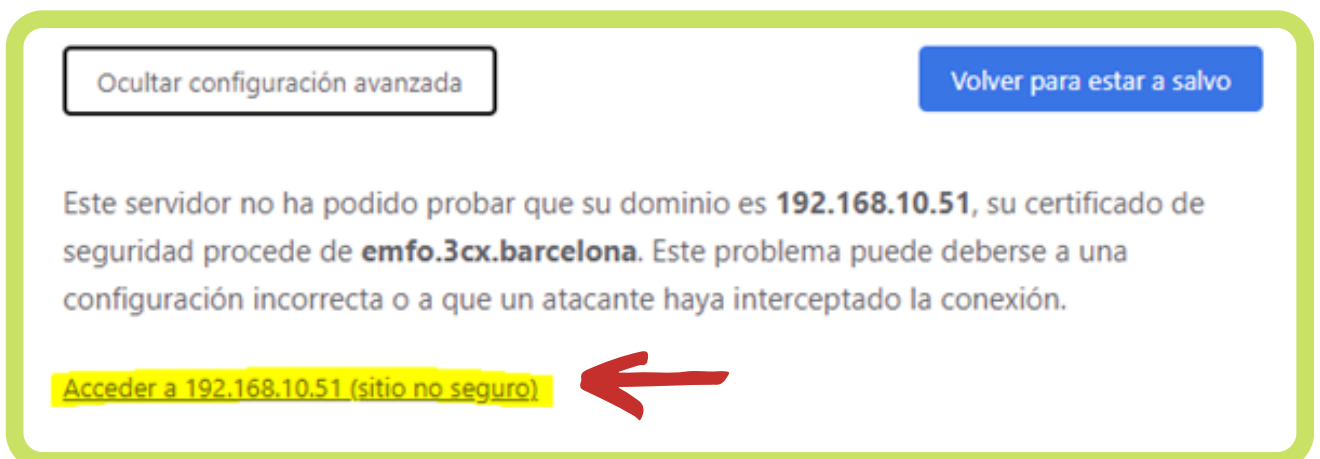 Ocultar configuración avanzada
Volver para estar a salvo
Este servidor no ha podido probar que su dominio es 192.168.10.51, su certificado de
seguridad procede de emfo.3cx.barcelona. Este problema puede deberse a una
configuración incorrecta o a que un atacante haya interceptado la conexión.
Acceder a 192.168.10.51 (sitio no seguro)